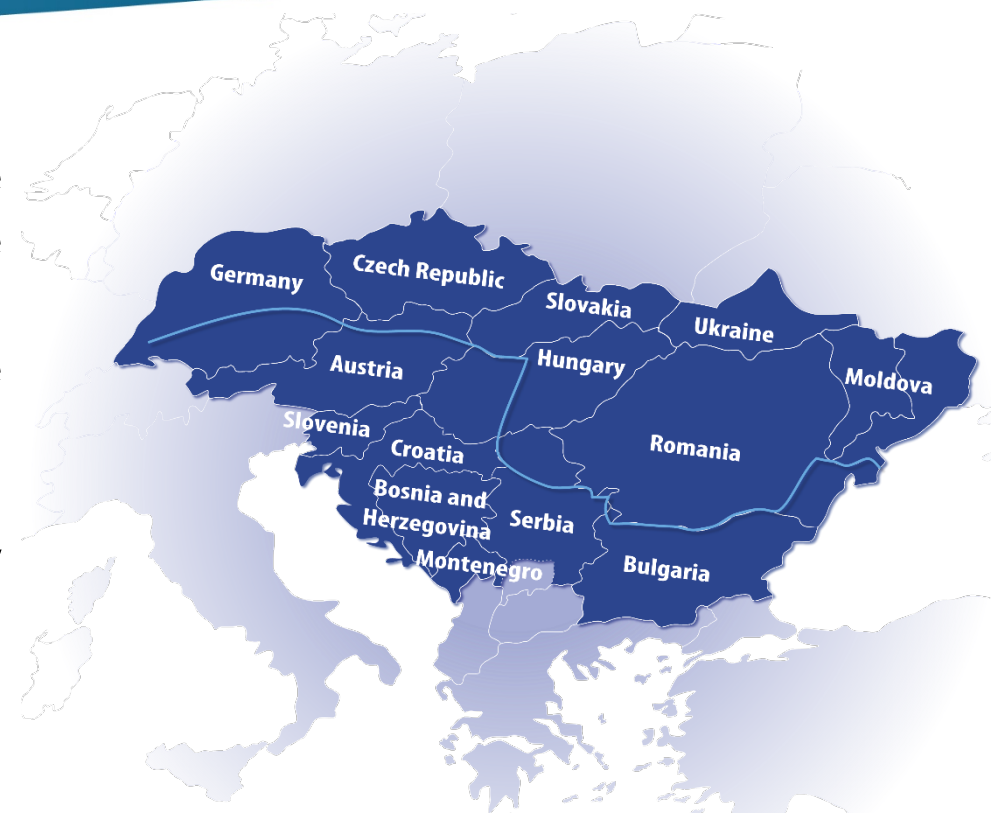 Germany
Czech Republic
Slovakia
Ukraine
Hungary
Austria
Moldova
Slovenia
Croatia
Romania
Bosnia and
Herzegovina
Serbia
Montenegro
Bulgaria